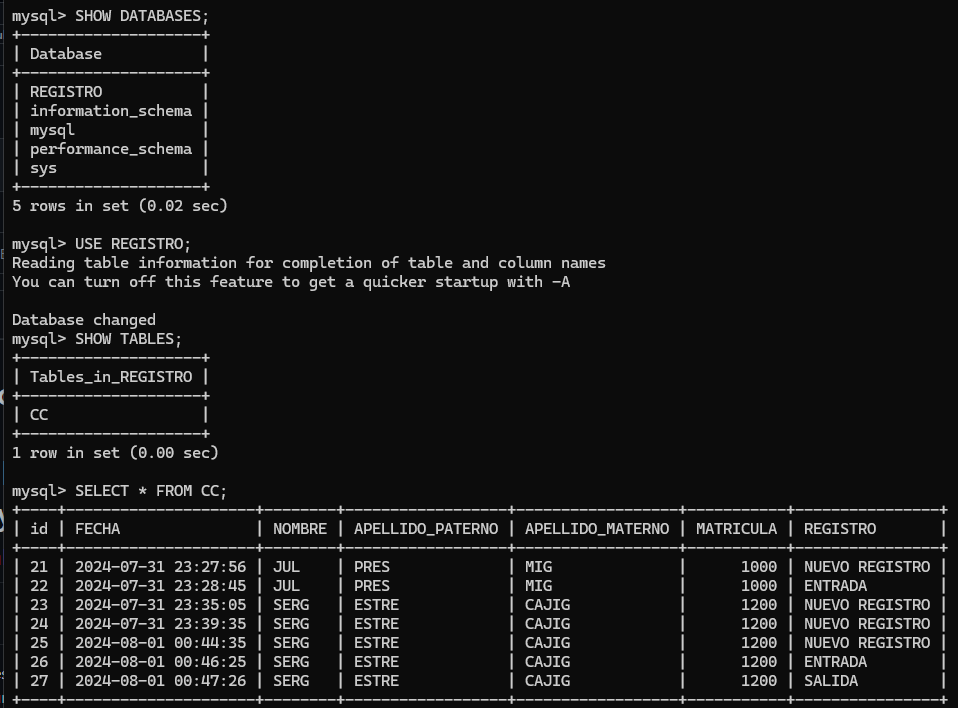 mysql> SHOW DATABASES;
+--------------------+
| Database           |
+--------------------+
| REGISTRO           |
| information_schema |
| mysql              |
| performance_schema |
| sys                |
+--------------------+
5 rows in set (0.02 sec)
mysql> USE REGISTRO;
Reading table information for completion of table and column names
You can turn off this feature to get a quicker startup with -A
Database changed
mysql> SHOW TABLES;
+--------------------+
| Tables_in_REGISTRO |
+--------------------+
| CC                 |
+--------------------+
1 row in set (0.00 sec)
mysql> SELECT * FROM CC;
+----+---------------------+--------+------------------+------------------+-----------+----------------+
| id | FECHA               | NOMBRE | APELLIDO_PATERNO | APELLIDO_MATERNO | MATRICULA | REGISTRO       |
+----+---------------------+--------+------------------+------------------+-----------+----------------+
| 21 | 2024-07-31 23:27:56 | JUL    | PRES             | MIG              |      1000 | NUEVO REGISTRO |
| 22 | 2024-07-31 23:28:45 | JUL    | PRES             | MIG              |      1000 | ENTRADA        |
| 23 | 2024-07-31 23:35:05 | SERG   | ESTRE            | CAJIG            |      1200 | NUEVO REGISTRO |
| 24 | 2024-07-31 23:39:35 | SERG   | ESTRE            | CAJIG            |      1200 | NUEVO REGISTRO |
| 25 | 2024-08-01 00:44:35 | SERG   | ESTRE            | CAJIG            |      1200 | NUEVO REGISTRO |
| 26 | 2024-08-01 00:46:25 | SERG   | ESTRE            | CAJIG            |      1200 | ENTRADA        |
| 27 | 2024-08-01 00:47:26 | SERG   | ESTRE            | CAJIG            |      1200 | SALIDA         |
+----+---------------------+--------+------------------+------------------+-----------+----------------+